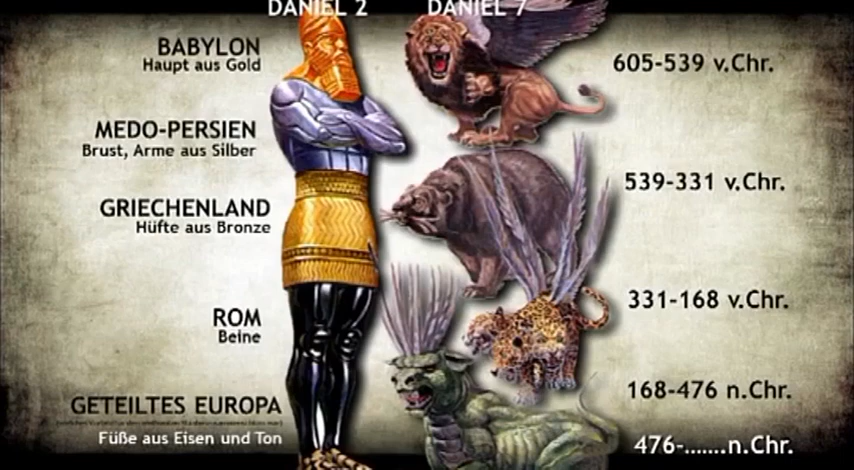 DANIEL 2
DANIEL 7
BABYLON
Haupt aus Gold
605-539 v.Chr.
MEDO-PERSIEN
Brust, Arme aus Silber
539-331 v.Chr.
GRIECHENLAND
Hüfte aus Bronze
331-168 v.Chr.
ROM
Beine
168-476 n.Chr.
GETEILTES EUROPA
Füße aus Eisen und Ton
476-.......n.Chr.